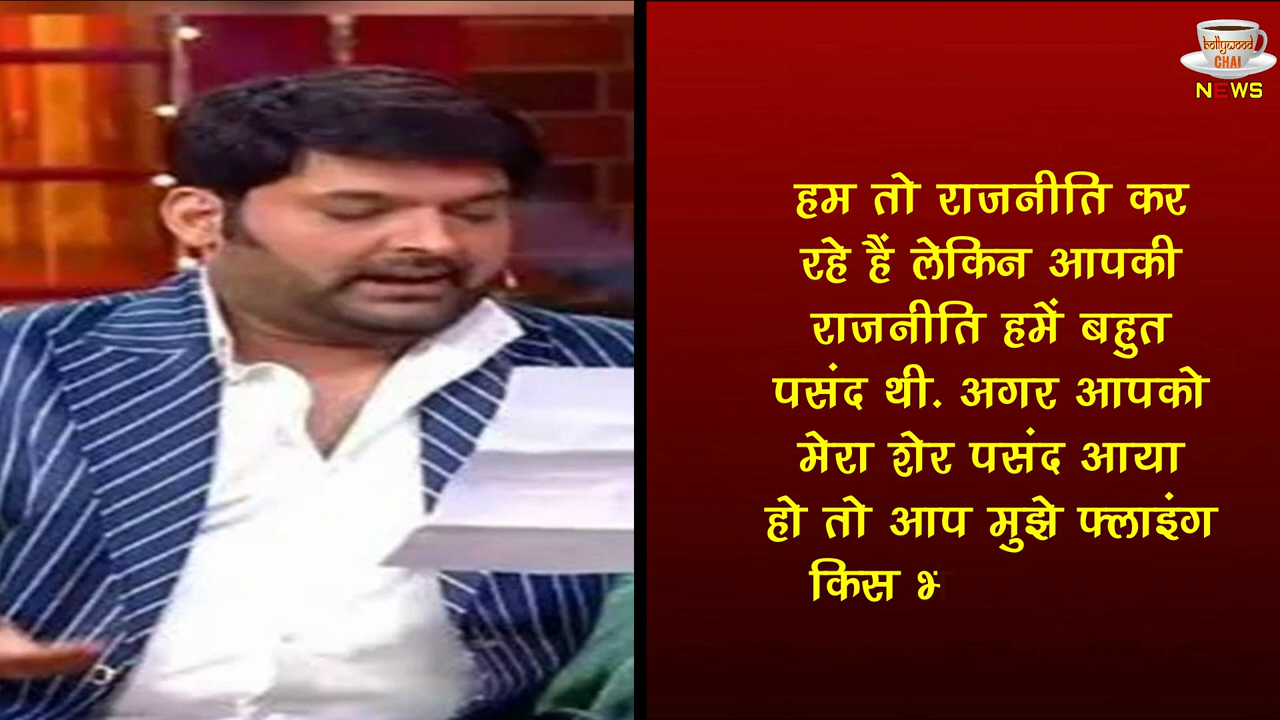 bollywood
CHAI
NEWS
हम तो राजनीति कर
रहे हैं लेकिन आपकी
राजनीति हमें बहुत
पसंद थी. अगर आपको
मेरा शेर पसंद आया
हो तो आप मुझे फ्लाइंग
किस